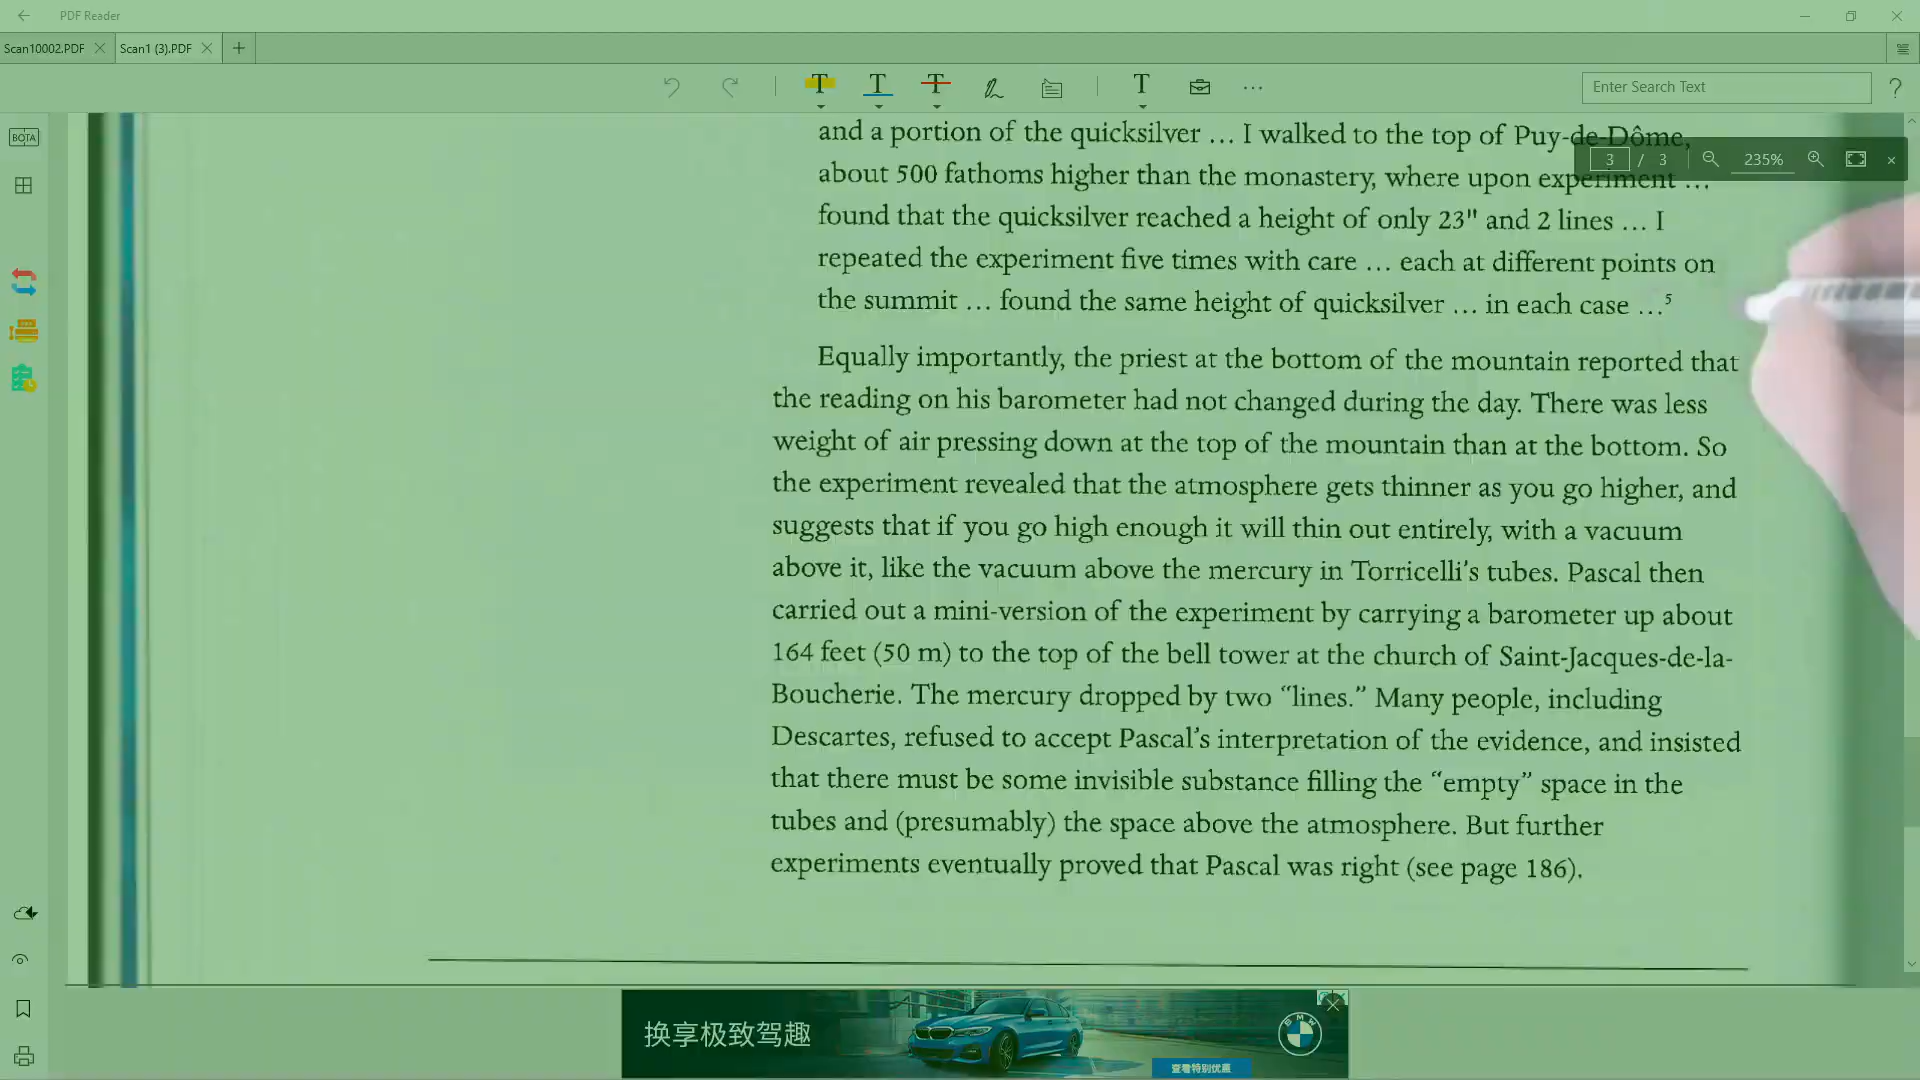 PDF Reader
Scan10002.PDF
Scan1 (3).PDF
Enter Search Text
?
BOTA
3 / 3
235%
and a portion of the quicksilver … I walked to the top of Puy-de-Dôme,
about 500 fathoms higher than the monastery, where upon experiment …
found that the quicksilver reached a height of only 23" and 2 lines … I
repeated the experiment five times with care … each at different points on
the summit … found the same height of quicksilver … in each case …⁵
Equally importantly, the priest at the bottom of the mountain reported that
the reading on his barometer had not changed during the day. There was less
weight of air pressing down at the top of the mountain than at the bottom. So
the experiment revealed that the atmosphere gets thinner as you go higher, and
suggests that if you go high enough it will thin out entirely, with a vacuum
above it, like the vacuum above the mercury in Torricelli's tubes. Pascal then
carried out a mini-version of the experiment by carrying a barometer up about
164 feet (50 m) to the top of the bell tower at the church of Saint-Jacques-de-la-
Boucherie. The mercury dropped by two “lines.” Many people, including
Descartes, refused to accept Pascal's interpretation of the evidence, and insisted
that there must be some invisible substance filling the “empty” space in the
tubes and (presumably) the space above the atmosphere. But further
experiments eventually proved that Pascal was right (see page 186).
换享极致驾趣
BMW
查看特别优惠